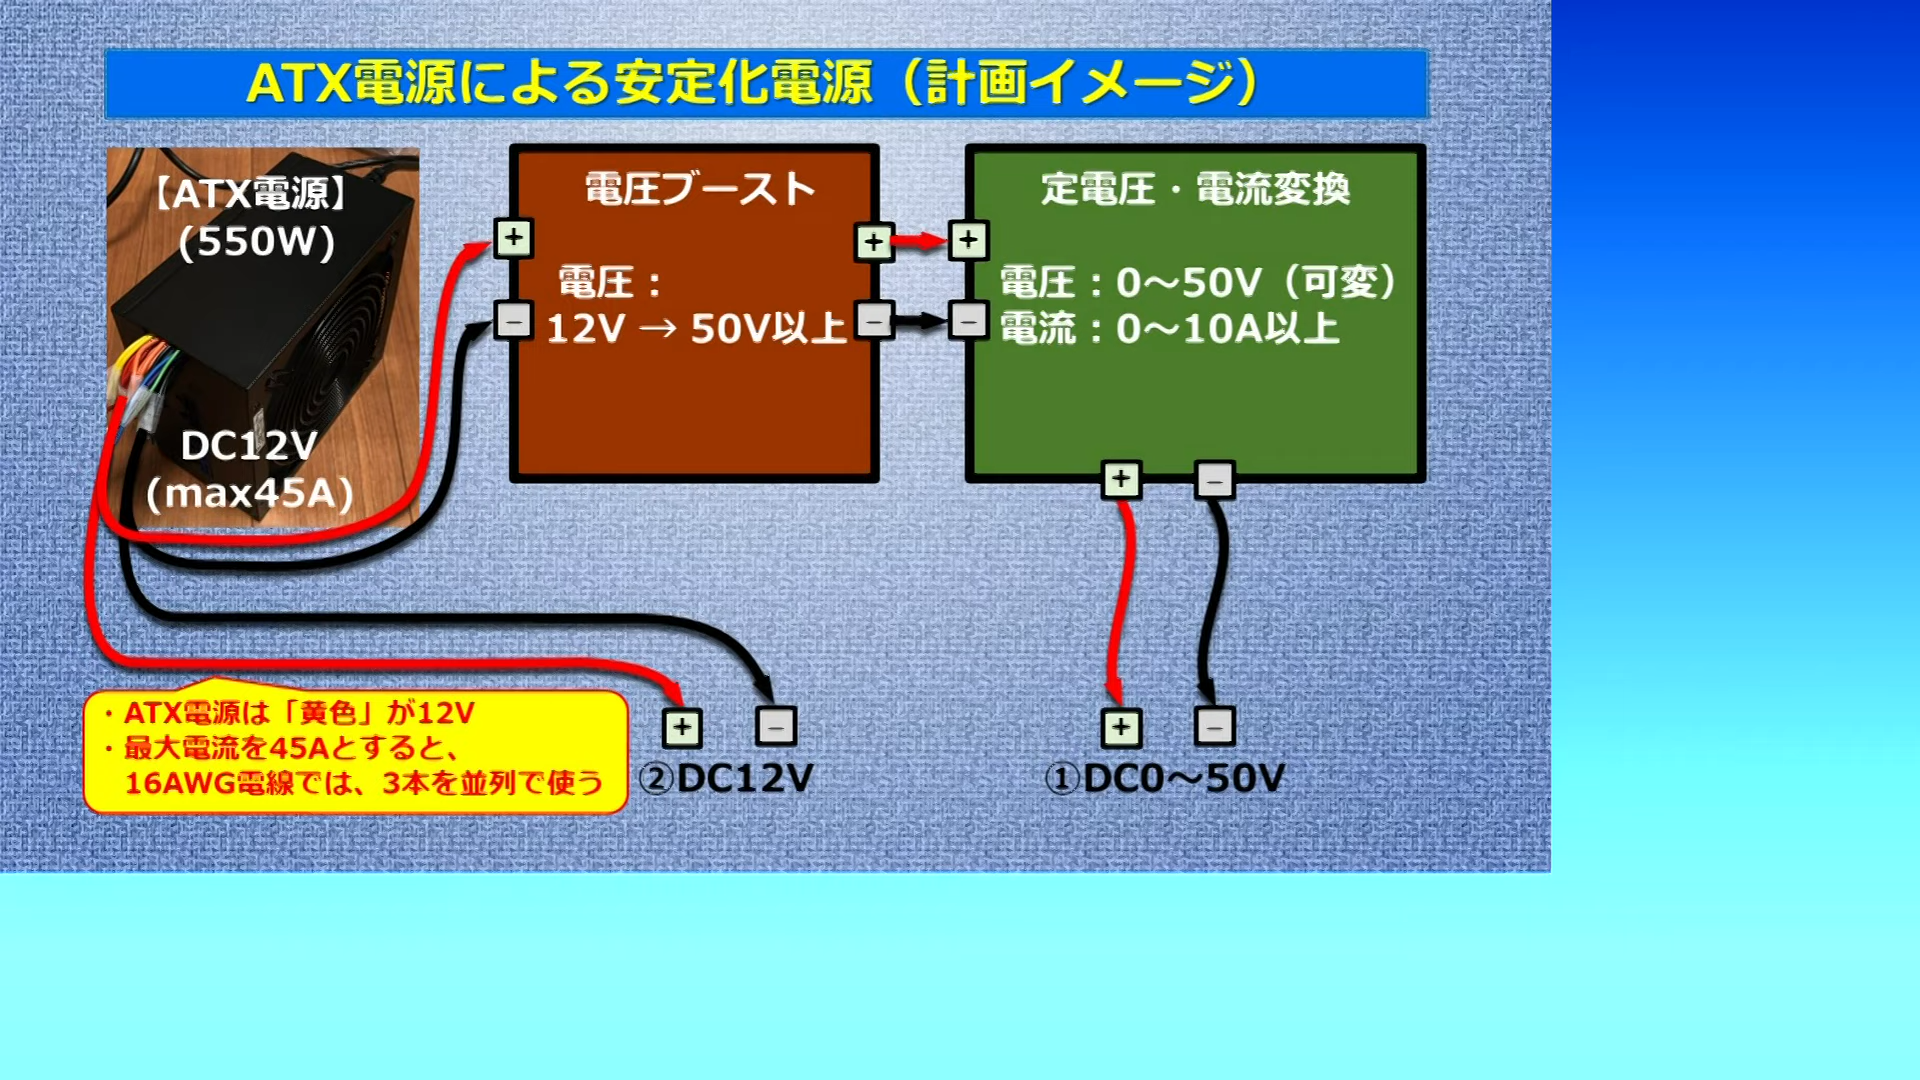 ATX電源による安定化電源（計画イメージ）
【ATX電源】
(550W)
DC12V
(max45A)
電圧ブースト
+
−
電圧：
12V → 50V以上
+
−
定電圧・電流変換
+
−
電圧：0～50V（可変）
電流：0～10A以上
+
−
・ATX電源は「黄色」が12V
・最大電流を45Aとすると、
16AWG電線では、3本を並列で使う
+
−
②DC12V
+
−
①DC0～50V